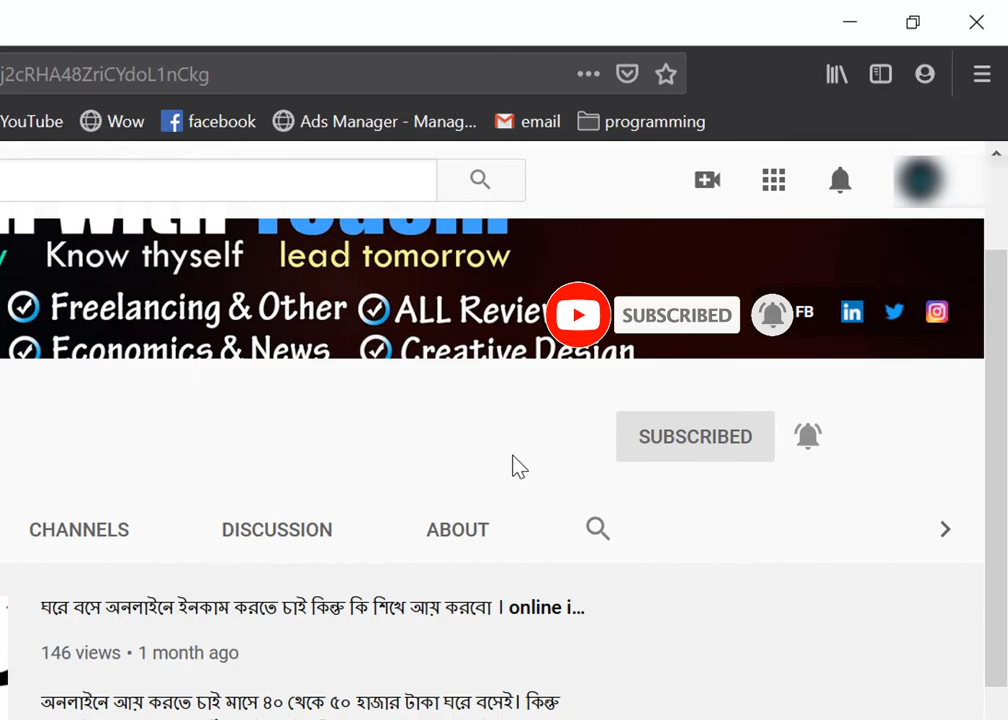 j2cRHA48ZriCYdoL1nCkg
YouTube Wow facebook Ads Manager - Manag... email programming
Know thyself lead tomorrow
Freelancing & Other ALL Review SUBSCRIBED FB in
Economics & News Creative Design
SUBSCRIBED
CHANNELS DISCUSSION ABOUT
ঘরে বসে অনলাইনে ইনকাম করতে চাই কিন্তু কি শিখে আয় করবো । online i...
146 views • 1 month ago
অনলাইনে আয় করতে চাই মাসে ৪০ থেকে ৫০ হাজার টাকা ঘরে বসেই। কিন্তু